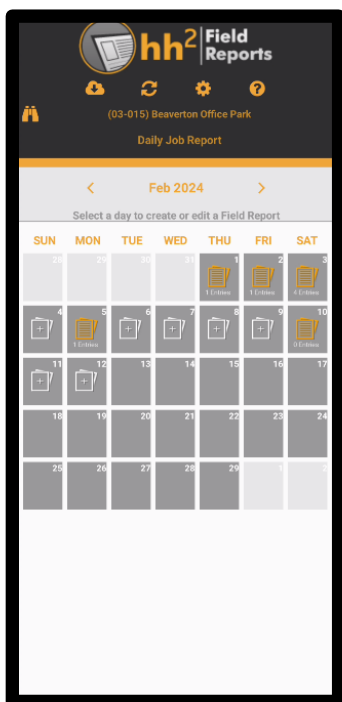 hh2 Field
Reports
(03-015) Beaverton Office Park
Daily Job Report
< Feb 2024 >
Select a day to create or edit a Field Report
SUN MON TUE WED THU FRI SAT
28 29 30 31 1 2 3
1 Entries 1 Entries 4 Entries
4 5 6 7 8 9 10
1 Entries 0 Entries
11 12 13 14 15 16 17
18 19 20 21 22 23 24
25 26 27 28 29 1 2